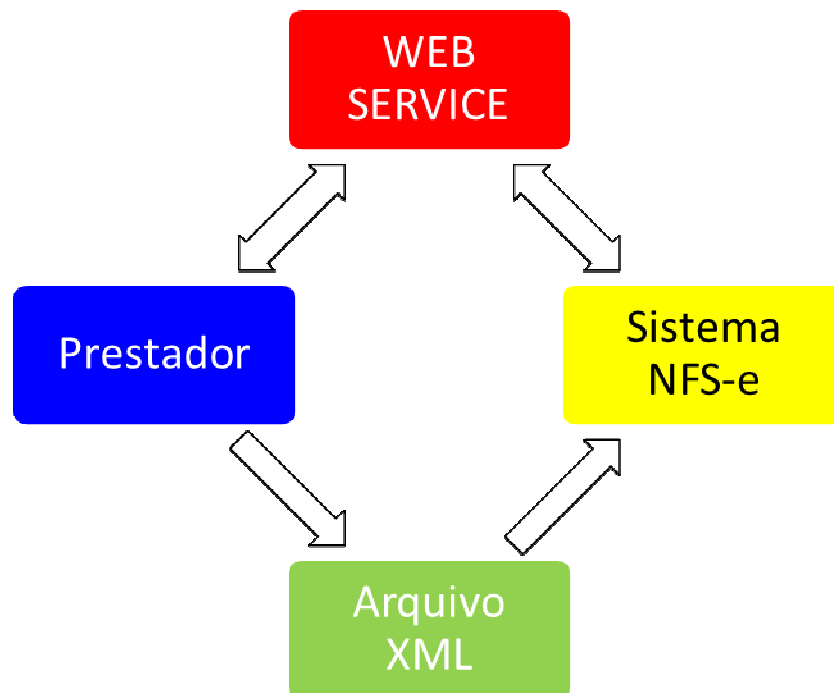 WEB
SERVICE
Prestador
Sistema
NFS-e
Arquivo
XML